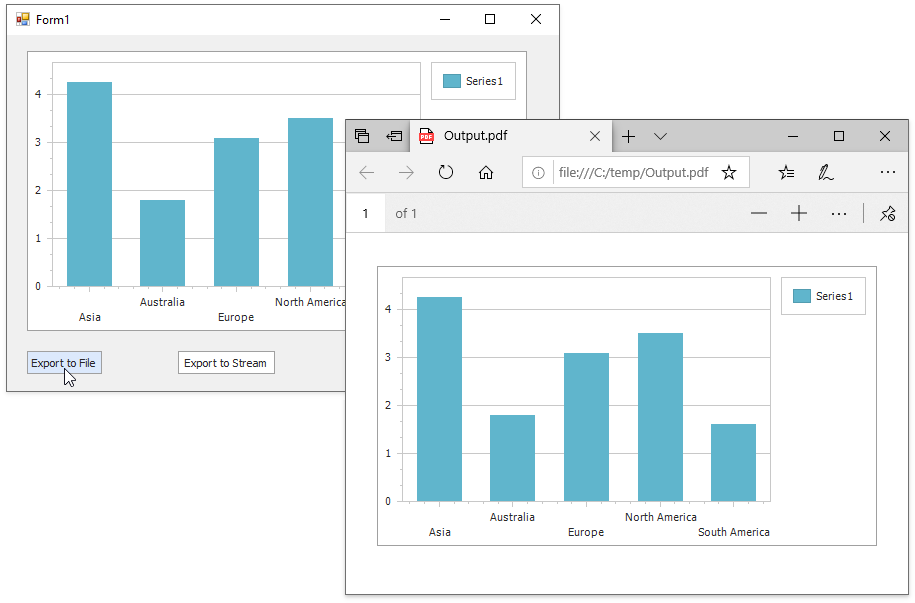 Form1
Series1
4
3
2
1
0
Australia
North America
Asia
Europe
Export to File
Export to Stream
PDF
Output.pdf
file:///C:/temp/Output.pdf
1
of 1
Series1
4
3
2
1
0
Australia
North America
Asia
Europe
South America